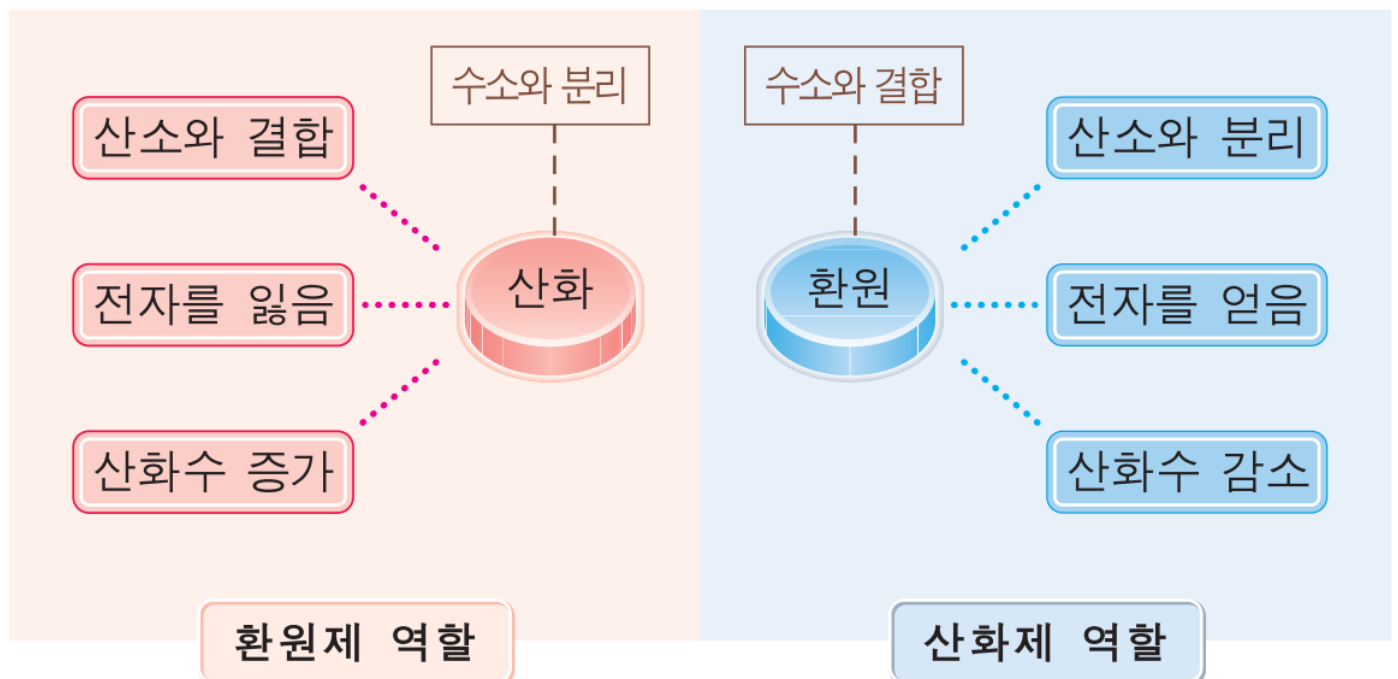 수소와 분리
산소와 결합
전자를 잃음
산화수 증가
산화
환원제 역할
수소와 결합
산소와 분리
전자를 얻음
산화수 감소
환원
산화제 역할